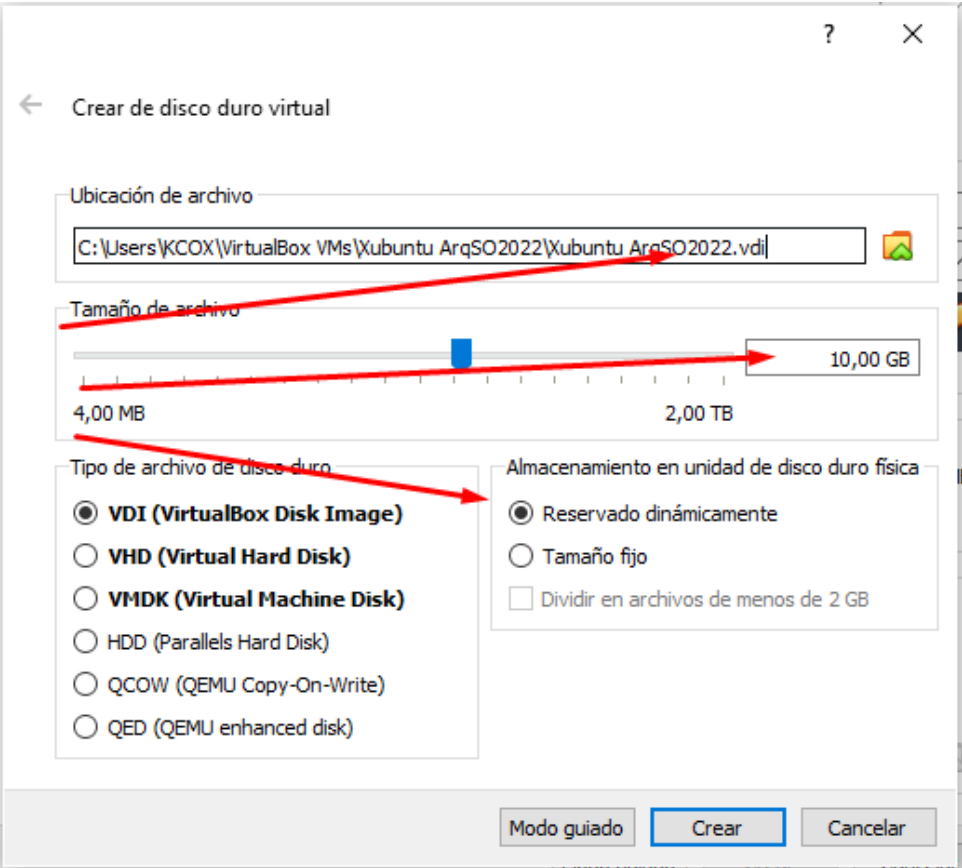 ?
Crear de disco duro virtual
Ubicación de archivo
C:\Users\KCOX\VirtualBox VMs\Xubuntu ArqSO2022\Xubuntu ArqSO2022.vdi
Tamaño de archivo
10,00 GB
4,00 MB 2,00 TB
Tipo de archivo de disco duro
VDI (VirtualBox Disk Image)
VHD (Virtual Hard Disk)
VMDK (Virtual Machine Disk)
HDD (Parallels Hard Disk)
QCOW (QEMU Copy-On-Write)
QED (QEMU enhanced disk)
Almacenamiento en unidad de disco duro física
Reservado dinámicamente
Tamaño fijo
Dividir en archivos de menos de 2 GB
Modo guiado Crear Cancelar